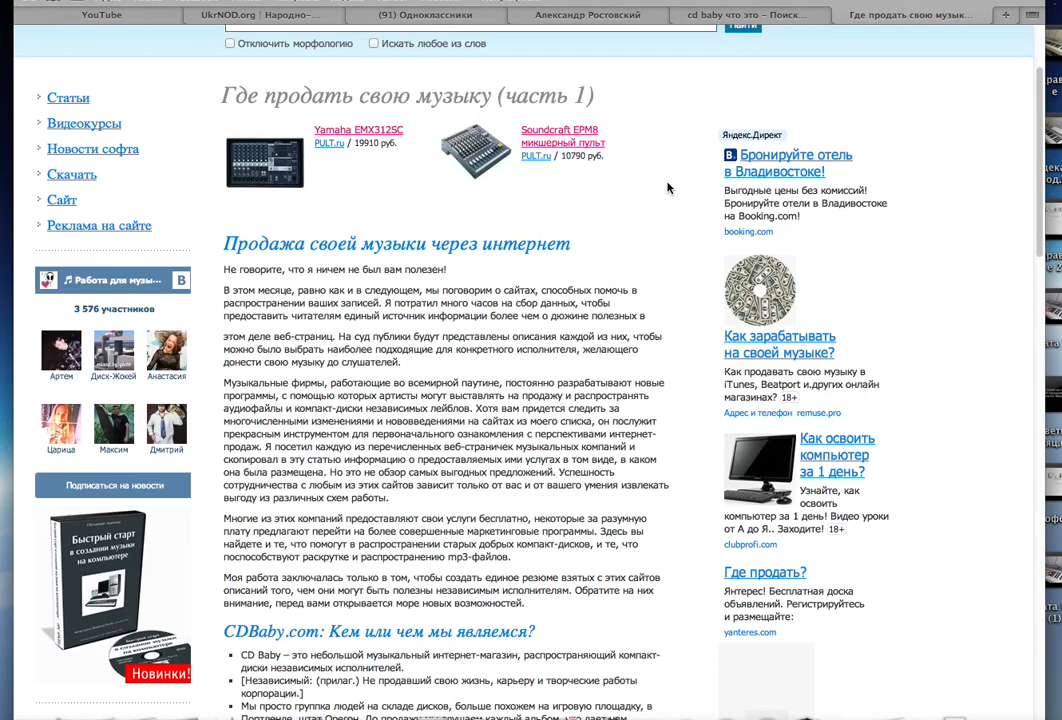 YouTube
UkrNOD.org | Народно–...
(91) Одноклассники
Александр Ростовский
cd baby что это – Поиск...
Где продать свою музык...
Найти
Отключить морфологию
Искать любое из слов
Статьи
Видеокурсы
Новости софта
Скачать
Сайт
Реклама на сайте
Работа для музы...
B
3 576 участников
Артем
Диск-Жокей
Анастасия
Царица
Максим
Дмитрий
Подписаться на новости
Быстрый старт
в создании музыки
на компьютере
Новинки!
Где продать свою музыку (часть 1)
Yamaha EMX312SC
PULT.ru / 19910 руб.
Soundcraft EPM8
микшерный пульт
PULT.ru / 10790 руб.
Продажа своей музыки через интернет
Не говорите, что я ничем не был вам полезен!
В этом месяце, равно как и в следующем, мы поговорим о сайтах, способных помочь в
распространении ваших записей. Я потратил много часов на сбор данных, чтобы
предоставить читателям единый источник информации более чем о дюжине полезных в
этом деле веб-страниц. На суд публики будут представлены описания каждой из них, чтобы
можно было выбрать наиболее подходящие для конкретного исполнителя, желающего
донести свою музыку до слушателей.
Музыкальные фирмы, работающие во всемирной паутине, постоянно разрабатывают новые
программы, с помощью которых артисты могут выставлять на продажу и распространять
аудиофайлы и компакт-диски независимых лейблов. Хотя вам придется следить за
многочисленными изменениями и нововведениями на сайтах из моего списка, он послужит
прекрасным инструментом для первоначального ознакомления с перспективами интернет-
продаж. Я посетил каждую из перечисленных веб-страничек музыкальных компаний и
скопировал в эту статью информацию о предоставляемых ими услугах в том виде, в каком
она была размещена. Но это не обзор самых выгодных предложений. Успешность
сотрудничества с любым из этих сайтов зависит только от вас и от вашего умения извлекать
выгоду из различных схем работы.
Многие из этих компаний предоставляют свои услуги бесплатно, некоторые за разумную
плату предлагают перейти на более совершенные маркетинговые программы. Здесь вы
найдете и те, что помогут в распространении старых добрых компакт-дисков, и те, что
поспособствуют раскрутке и распространению mp3-файлов.
Моя работа заключалась только в том, чтобы создать единое резюме взятых с этих сайтов
описаний того, чем они могут быть полезны независимым исполнителям. Обратите на них
внимание, перед вами открывается море новых возможностей.
CDBaby.com: Кем или чем мы являемся?
CD Baby – это небольшой музыкальный интернет-магазин, распространяющий компакт-
диски независимых исполнителей.
[Независимый: (прилаг.) Не продавший свою жизнь, карьеру и творческие работы
корпорации.]
Мы просто группка людей на складе дисков, больше похожем на игровую площадку, в
Яндекс.Директ
Бронируйте отель
в Владивостоке!
Выгодные цены без комиссий!
Бронируйте отели в Владивостоке
на Booking.com!
booking.com
Как зарабатывать
на своей музыке?
Как продавать свою музыку в
iTunes, Beatport и.других онлайн
магазинах? 18+
Адрес и телефон remuse.pro
Как освоить
компьютер
за 1 день?
Узнайте, как
освоить
компьютер за 1 день! Видео уроки
от А до Я.. Заходите! 18+
clubprofi.com
Где продать?
Янтерес! Бесплатная доска
объявлений. Регистрируйтесь
и размещайте!
yanteres.com